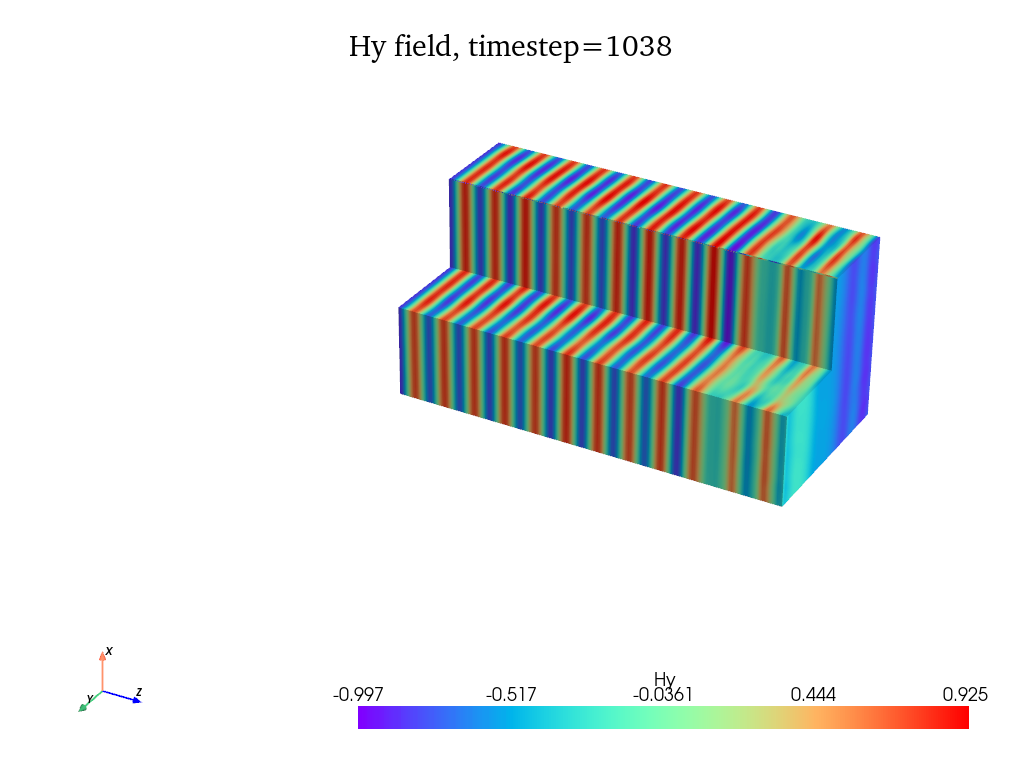 Hy field, timestep=1038
X
Y
Z
Hy
-0.997 -0.517 -0.0361 0.444 0.925